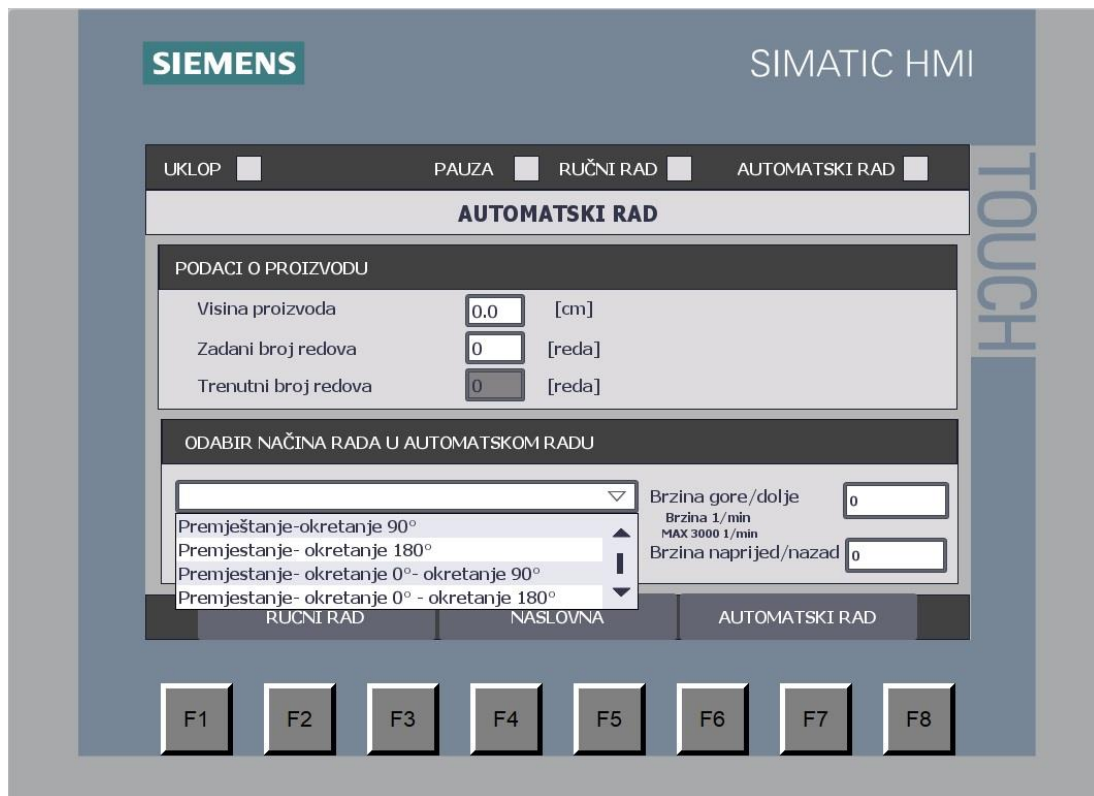 SIEMENS
SIMATIC HMI
TOUCH
UKLOP PAUZA RUČNI RAD AUTOMATSKI RAD
AUTOMATSKI RAD
PODACI O PROIZVODU
Visina proizvoda 0.0 [cm]
Zadani broj redova 0 [reda]
Trenutni broj redova 0 [reda]
ODABIR NAČINA RADA U AUTOMATSKOM RADU
Premještanje-okretanje 90°
Premjestanje- okretanje 180°
Premjestanje- okretanje 0°- okretanje 90°
Premjestanje- okretanje 0° - okretanje 180°
Brzina gore/dolje 0
Brzina 1/min
MAX 3000 1/min
Brzina naprijed/nazad 0
RUČNI RAD NASLOVNA AUTOMATSKI RAD
F1 F2 F3 F4 F5 F6 F7 F8